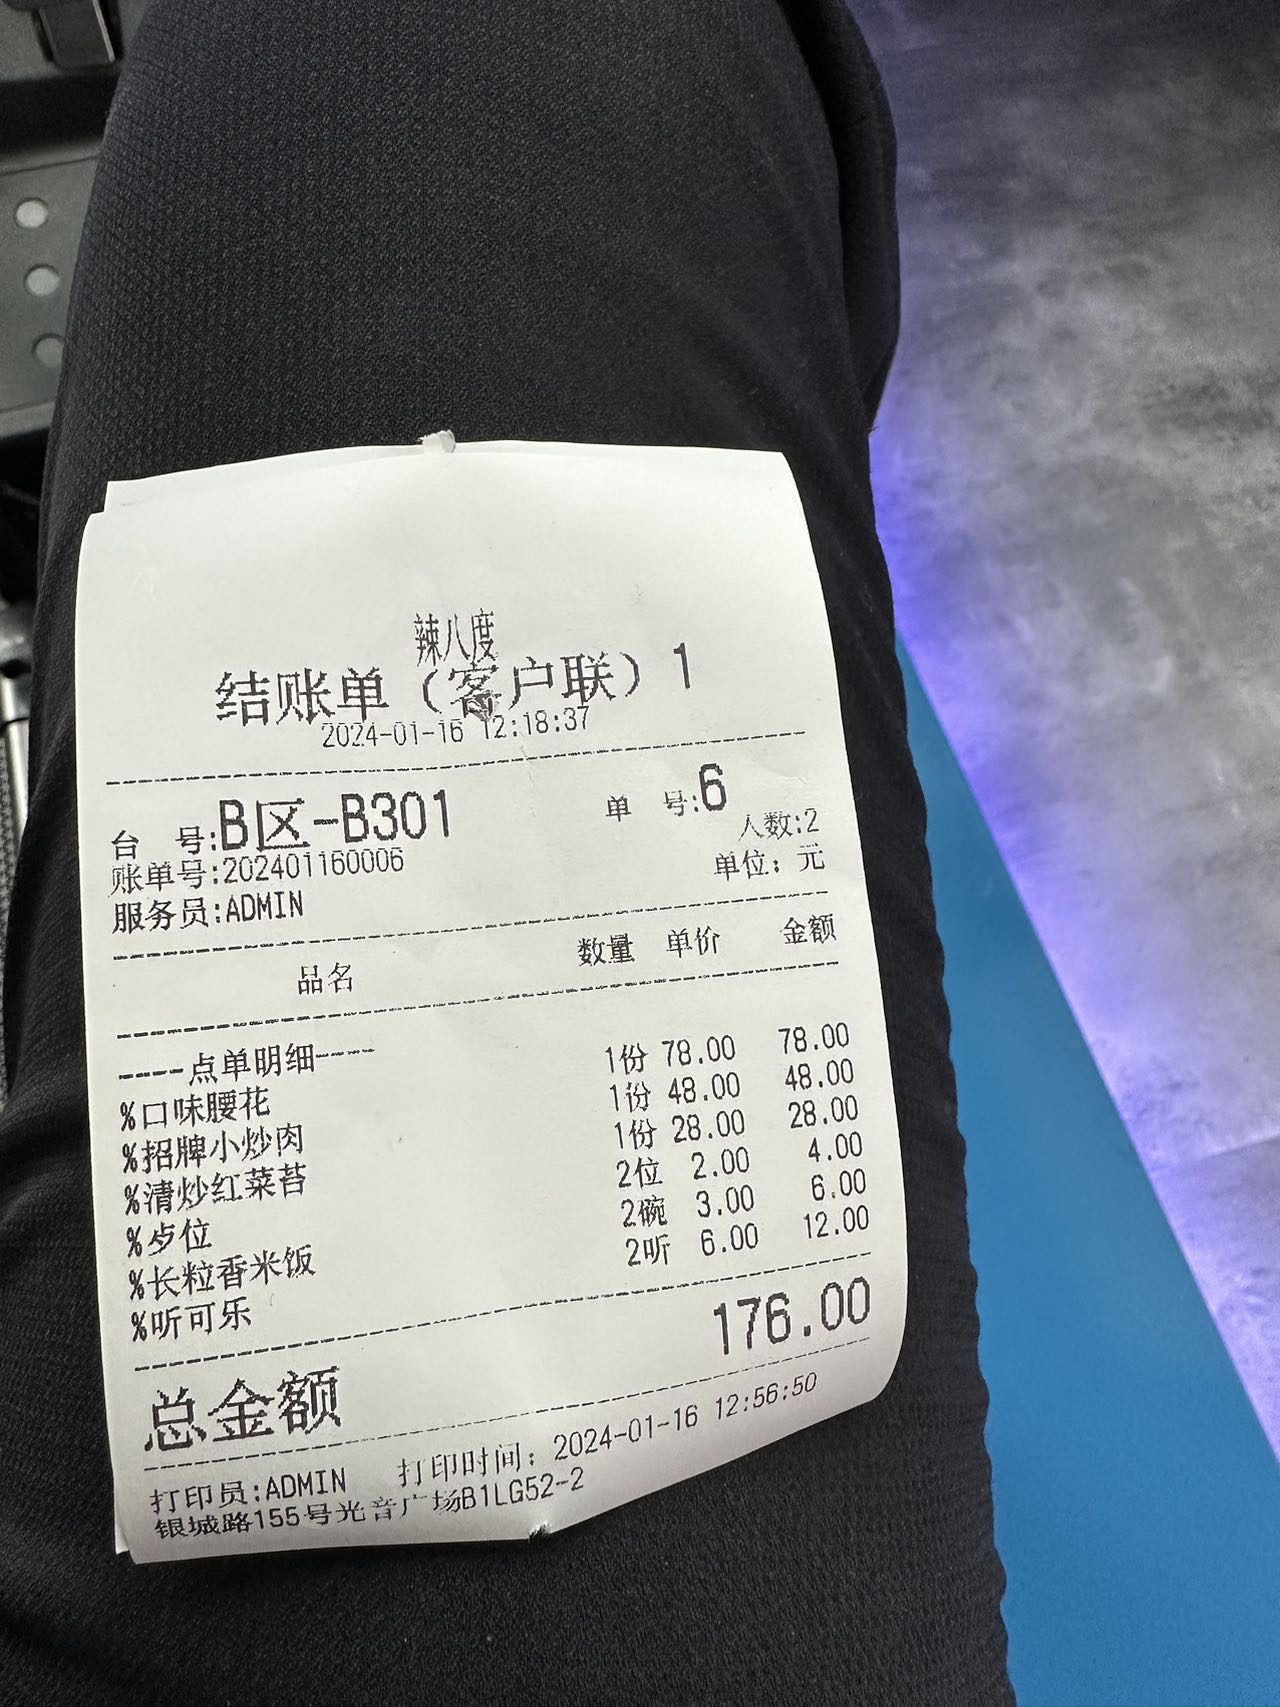 辣八度
结账单（客户联）1
2024-01-16 12:18:37
台 号:B区-B301 单 号:6
账单号:202401160006 人数:2
服务员:ADMIN 单位：元
品名 数量 单价 金额
----点单明细----
%口味腰花 1份 78.00 78.00
%招牌小炒肉 1份 48.00 48.00
%清炒红菜苔 1份 28.00 28.00
%歺位 2位 2.00 4.00
%长粒香米饭 2碗 3.00 6.00
%听可乐 2听 6.00 12.00
总金额 176.00
打印员:ADMIN 打印时间：2024-01-16 12:56:50
银城路155号光音广场B1LG52-2